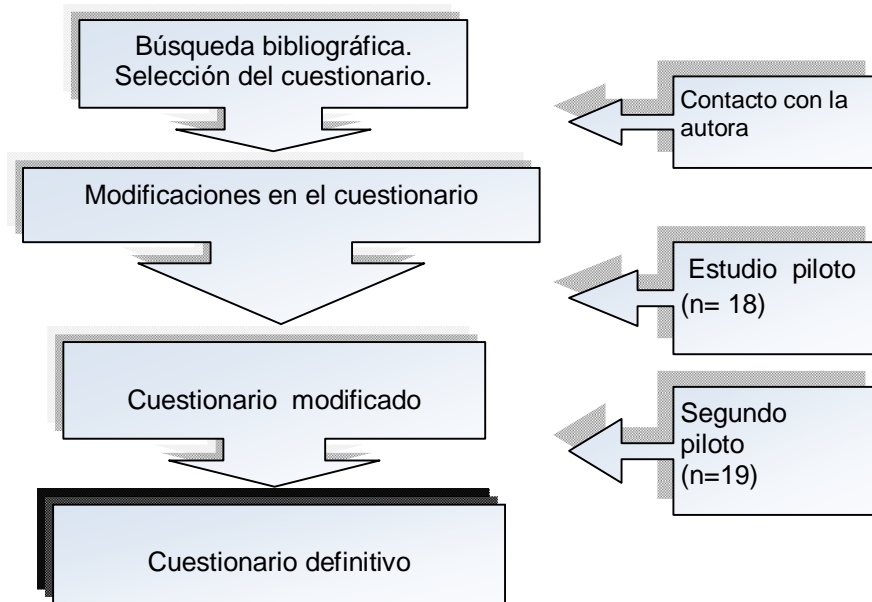 Búsqueda bibliográfica.
Selección del cuestionario.
Contacto con la
autora
Modificaciones en el cuestionario
Estudio piloto
(n= 18)
Cuestionario modificado
Segundo
piloto
(n=19)
Cuestionario definitivo